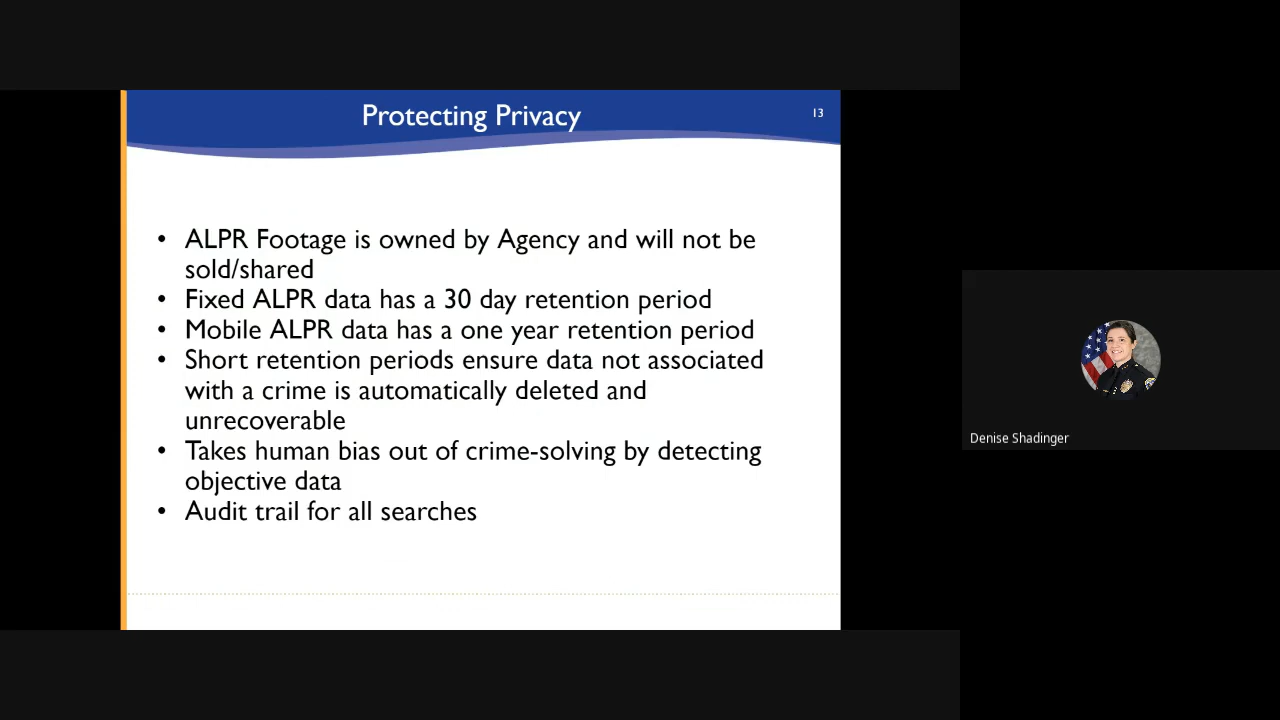 Protecting Privacy
13
• ALPR Footage is owned by Agency and will not be
sold/shared
• Fixed ALPR data has a 30 day retention period
• Mobile ALPR data has a one year retention period
• Short retention periods ensure data not associated
with a crime is automatically deleted and
unrecoverable
• Takes human bias out of crime-solving by detecting
objective data
• Audit trail for all searches
Denise Shadinger